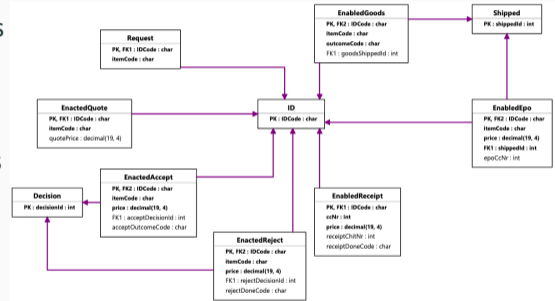 s
s
Request
PK, FK1 : IDCode : char
itemCode : char
EnabledGoods
PK, FK2 : IDCode : char
itemCode : char
outcomeCode : char
FK1 : goodsShippedId : int
Shipped
PK : shippedId : int
EnactedQuote
PK, FK1 : IDCode : char
itemCode : char
quotePrice : decimal(19, 4)
ID
PK : IDCode : char
EnabledEpo
PK, FK2 : IDCode : char
itemCode : char
price : decimal(19, 4)
FK1 : shippedId : int
epoCcNr : int
Decision
PK : decisionId : int
EnactedAccept
PK, FK2 : IDCode : char
itemCode : char
price : decimal(19, 4)
FK1 : acceptDecisionId : int
acceptOutcomeCode : char
EnactedReject
PK, FK2 : IDCode : char
itemCode : char
price : decimal(19, 4)
FK1 : rejectDecisionId : int
rejectDoneCode : char
EnabledReceipt
PK, FK1 : IDCode : char
ccNr : int
price : decimal(19, 4)
receiptChitNr : int
receiptDoneCode : char